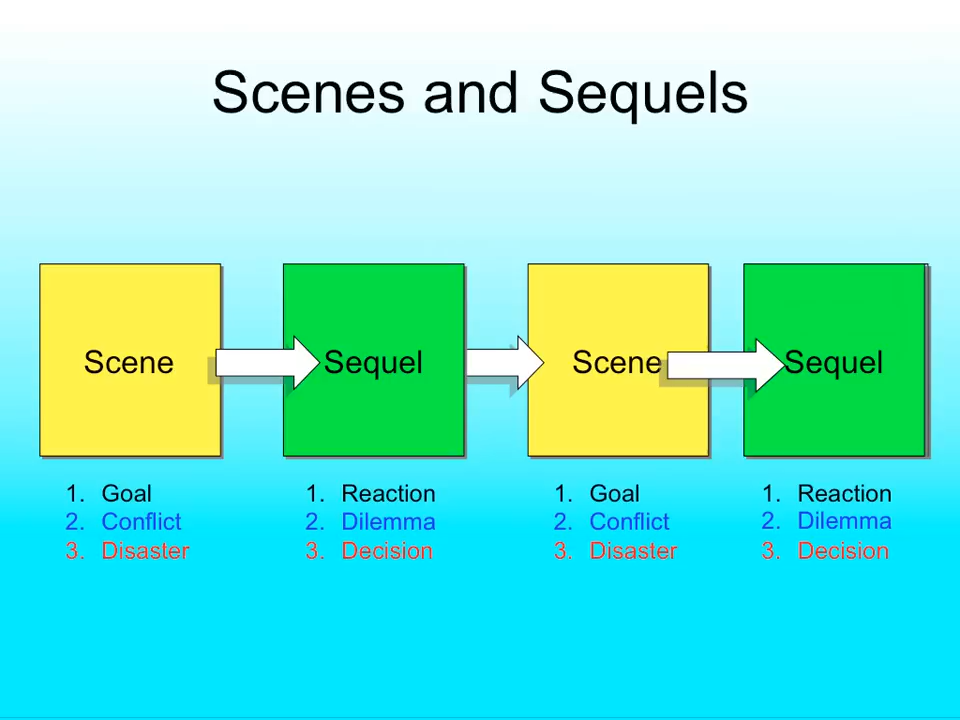 Scenes and Sequels
Scene
Sequel
Scene
Sequel
1. Goal
2. Conflict
3. Disaster
1. Reaction
2. Dilemma
3. Decision
1. Goal
2. Conflict
3. Disaster
1. Reaction
2. Dilemma
3. Decision